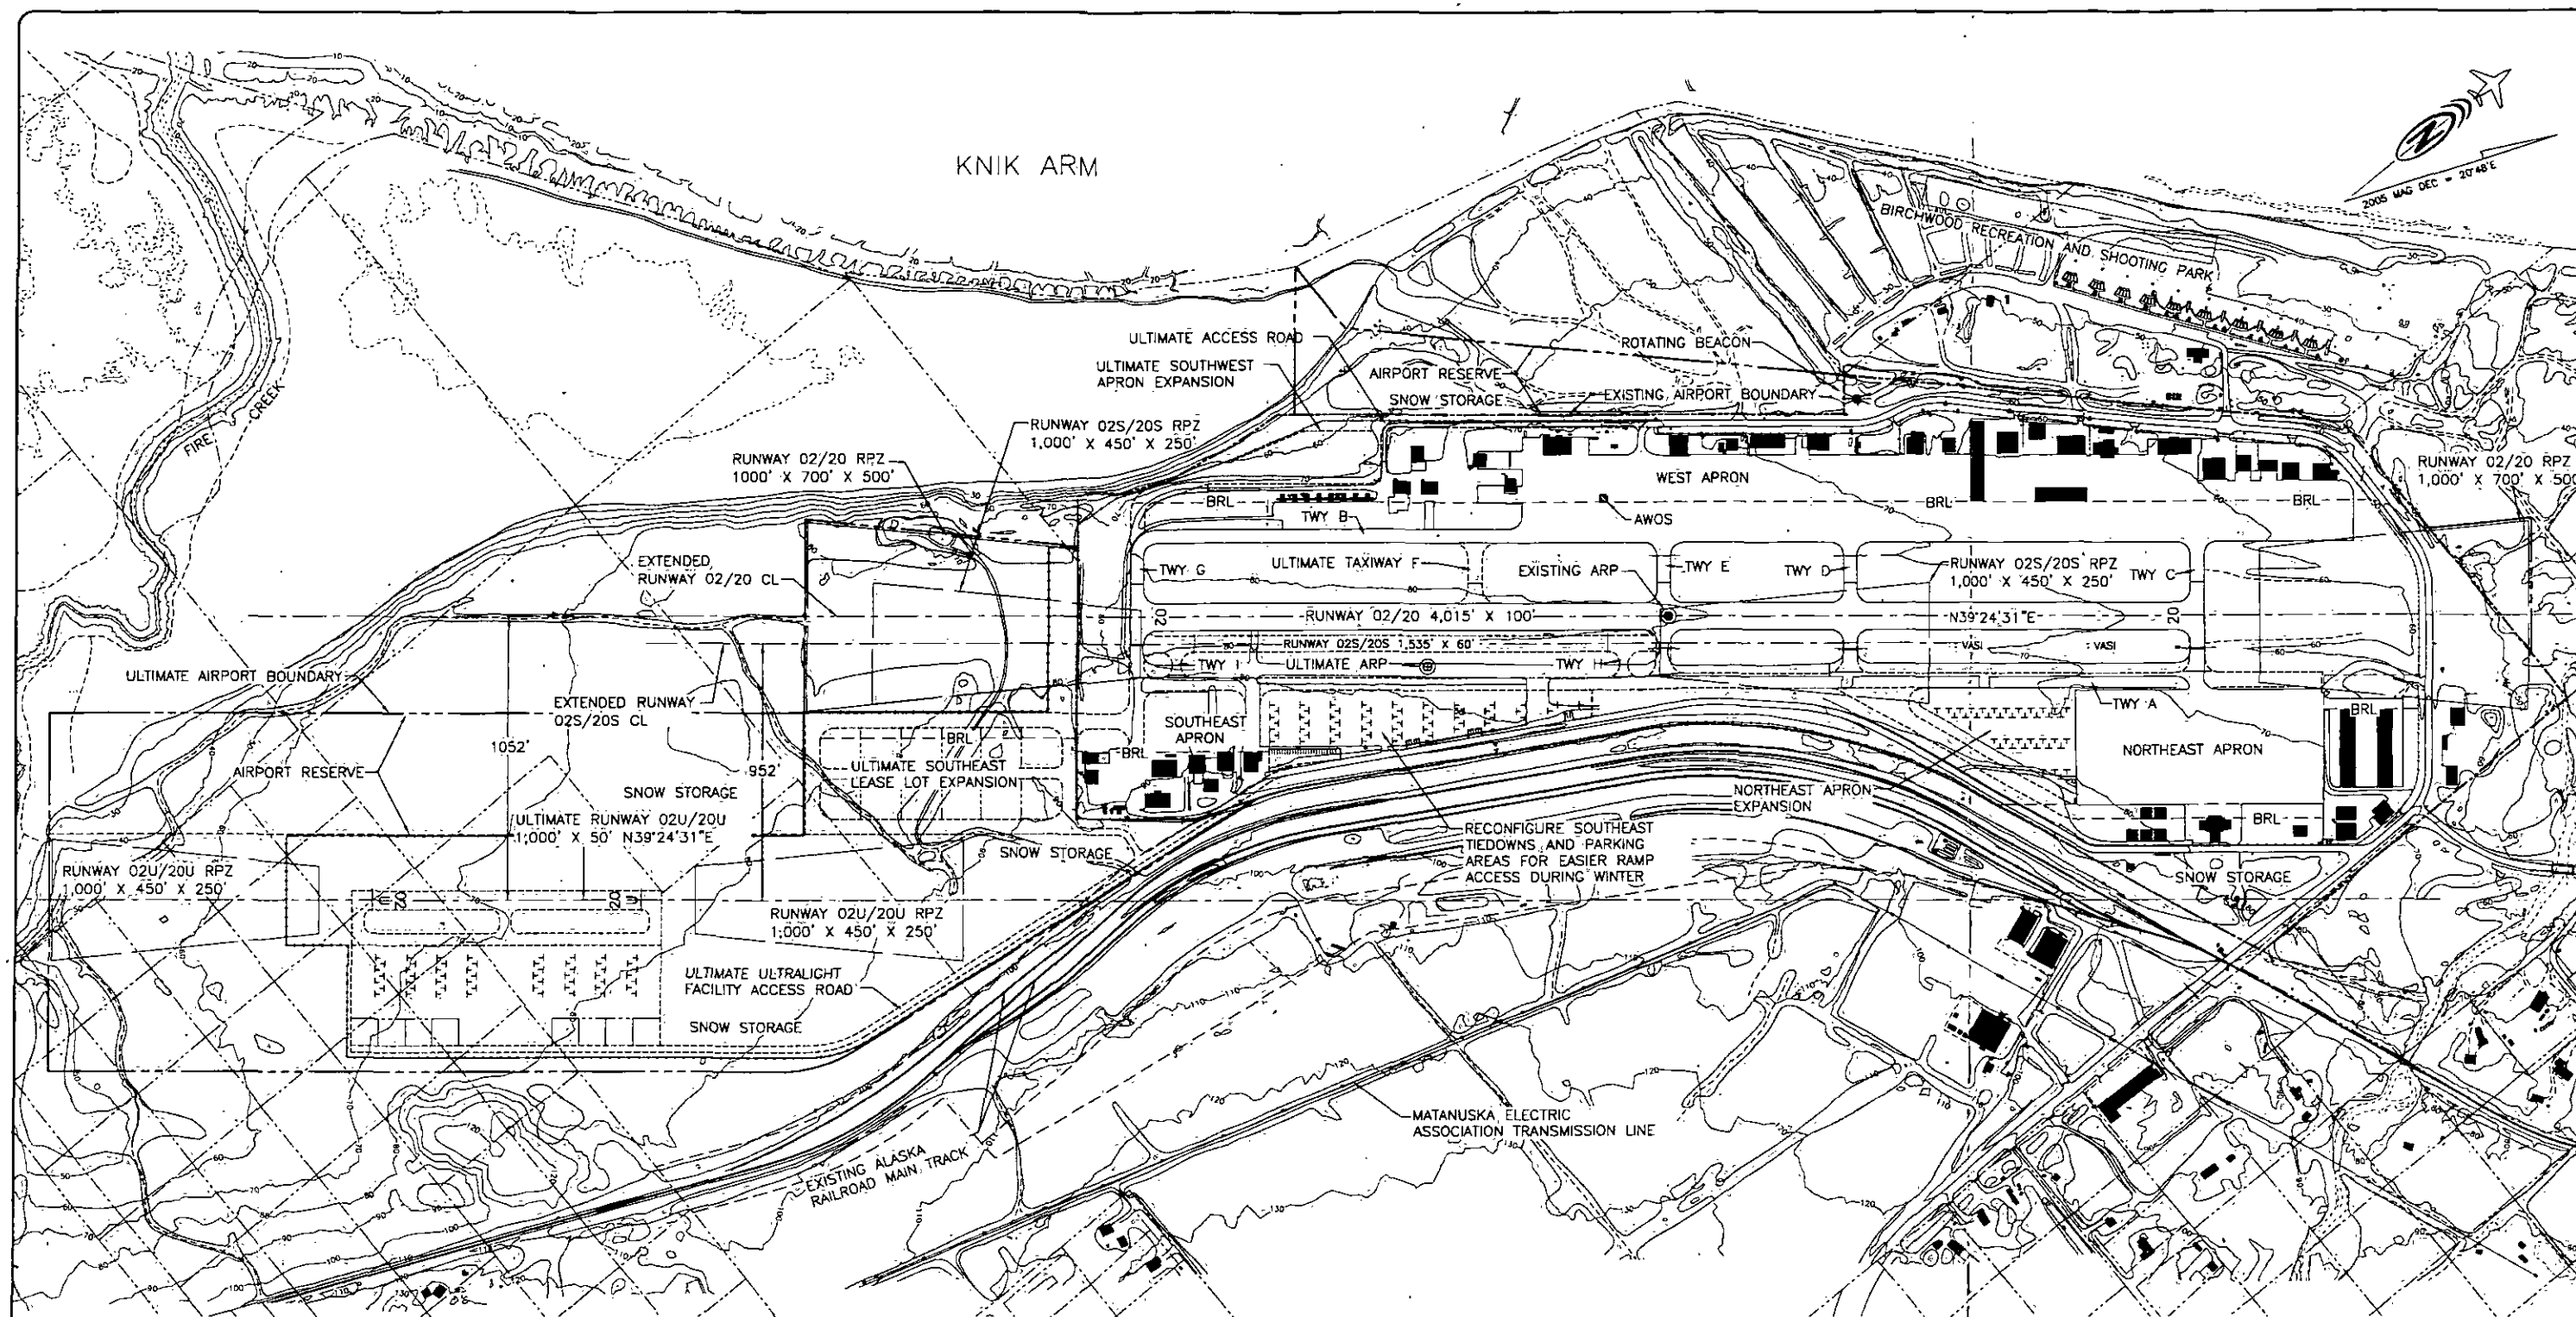 KNIK ARM
2005 MAG DEC = 20°48'E
BIRCHWOOD RECREATION AND SHOOTING PARK
FIRE CREEK
ULTIMATE ACCESS ROAD
ULTIMATE SOUTHWEST
APRON EXPANSION
ROTATING BEACON
AIRPORT RESERVE
SNOW STORAGE
EXISTING AIRPORT BOUNDARY
RUNWAY 02S/20S RPZ
1,000' X 450' X 250'
RUNWAY 02/20 RPZ
1000' X 700' X 500'
RUNWAY 02/20 RPZ
1,000' X 700' X 500
WEST APRON
BRL
BRL
BRL
TWY B
AWOS
EXTENDED
RUNWAY 02/20 CL
TWY G
ULTIMATE TAXIWAY F
EXISTING ARP
TWY E
TWY D
RUNWAY 02S/20S RPZ
1,000' X 450' X 250'
TWY C
02
RUNWAY 02/20 4,015' X 100'
N39°24'31"E
20
RUNWAY 02S/20S 1,535' X 60'
VASI
VASI
TWY I
ULTIMATE ARP
TWY H
ULTIMATE AIRPORT BOUNDARY
EXTENDED RUNWAY
02S/20S CL
TWY A
SOUTHEAST
APRON
BRL
BRL
BRL
1052'
952'
AIRPORT RESERVE
ULTIMATE SOUTHEAST
LEASE LOT EXPANSION
NORTHEAST APRON
SNOW STORAGE
NORTHEAST APRON
EXPANSION
ULTIMATE RUNWAY 02U/20U
1,000' X 50' N39°24'31"E
BRL
RECONFIGURE SOUTHEAST
TIEDOWNS AND PARKING
AREAS FOR EASIER RAMP
ACCESS DURING WINTER
SNOW STORAGE
SNOW STORAGE
RUNWAY 02U/20U RPZ
1,000' X 450' X 250'
02
U
20
U
RUNWAY 02U/20U RPZ
1,000' X 450' X 250'
ULTIMATE ULTRALIGHT
FACILITY ACCESS ROAD
SNOW STORAGE
MATANUSKA ELECTRIC
ASSOCIATION TRANSMISSION LINE
EXISTING ALASKA
RAILROAD MAIN TRACK